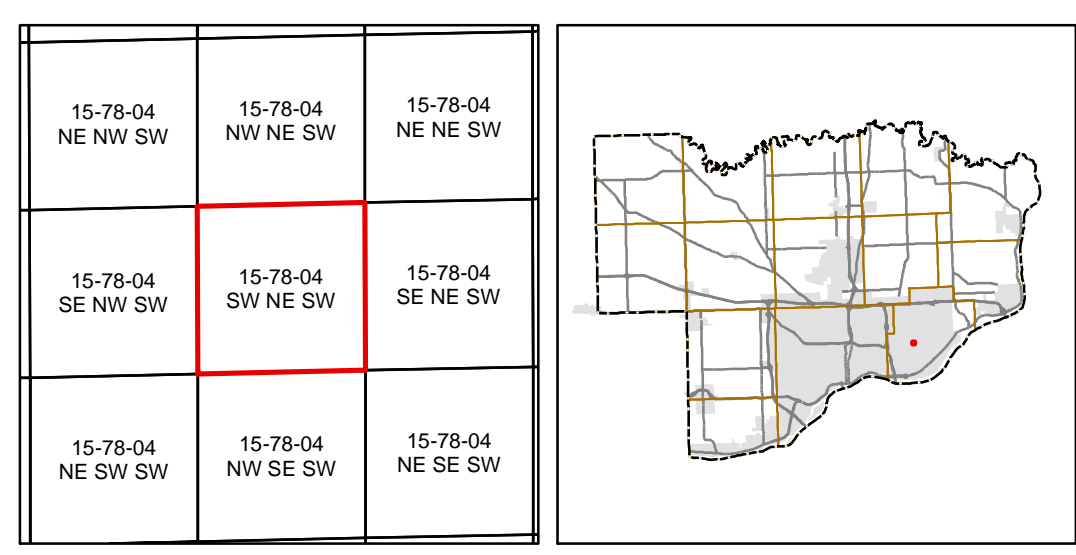 15-78-04
NE NW SW
15-78-04
NW NE SW
15-78-04
NE NE SW
15-78-04
SE NW SW
15-78-04
SW NE SW
15-78-04
SE NE SW
15-78-04
NE SW SW
15-78-04
NW SE SW
15-78-04
NE SE SW